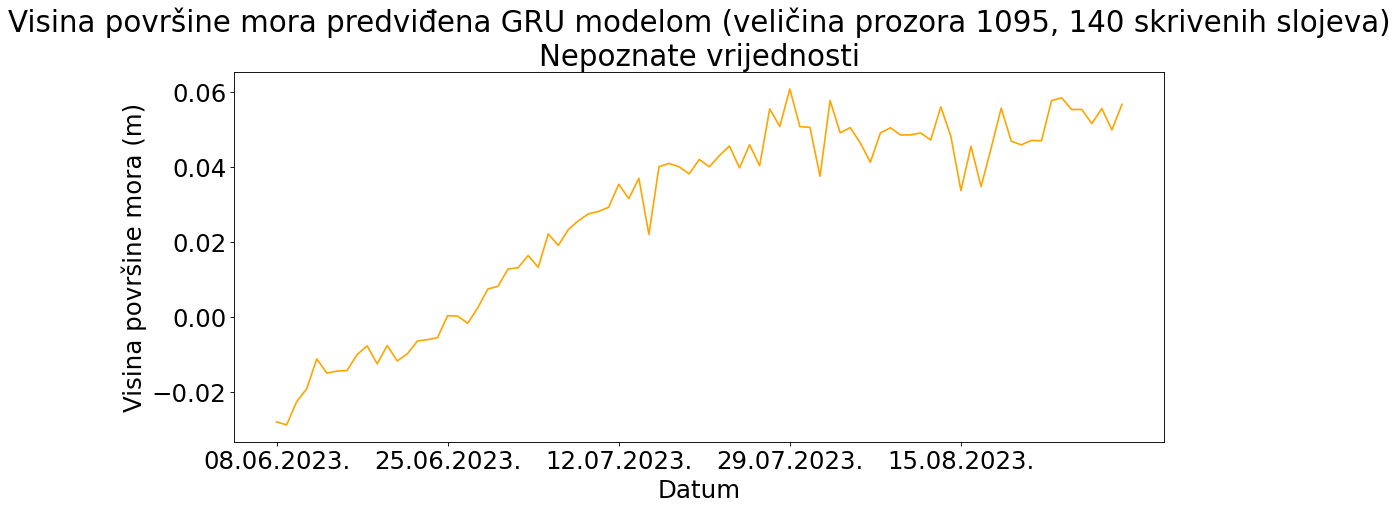 Visina površine mora predviđena GRU modelom (veličina prozora 1095, 140 skrivenih slojeva)
Nepoznate vrijednosti
Visina površine mora (m)
0.06
0.04
0.02
0.00
−0.02
08.06.2023.
25.06.2023.
12.07.2023.
29.07.2023.
15.08.2023.
Datum